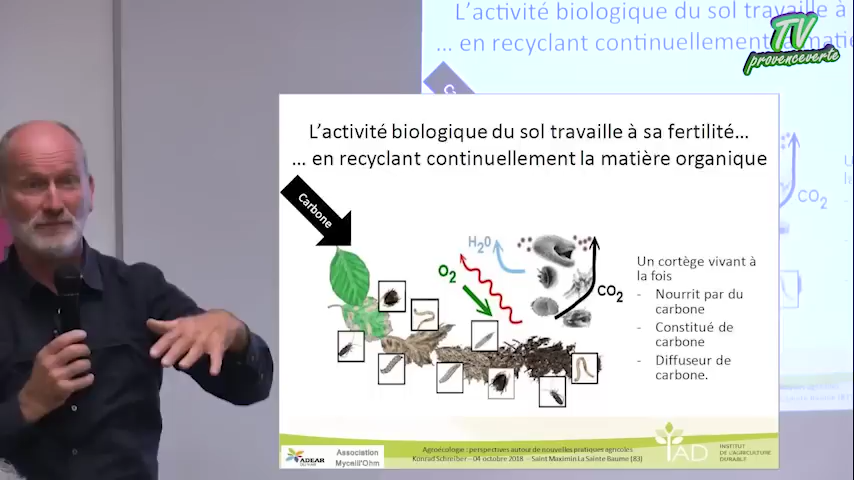 L'activité biologique du sol travaille à
... en recyclant continuellement la matie
TV
provenceverte
L'activité biologique du sol travaille à sa fertilité...
... en recyclant continuellement la matière organique
Carbone
H₂0
O₂
CO₂
CO₂
Un cortège vivant à
la fois
- Nourrit par du
carbone
- Constitué de
carbone
- Diffuseur de
carbone.
ADEAR
Association
Mycelli'Ohm
Agroécologie : perspectives autour de nouvelles pratiques agricoles
Konrad Schreiber – 04 octobre 2018 – Saint Maximin La Sainte Baume (83)
IAD
INSTITUT
DE L'AGRICULTURE
DURABLE